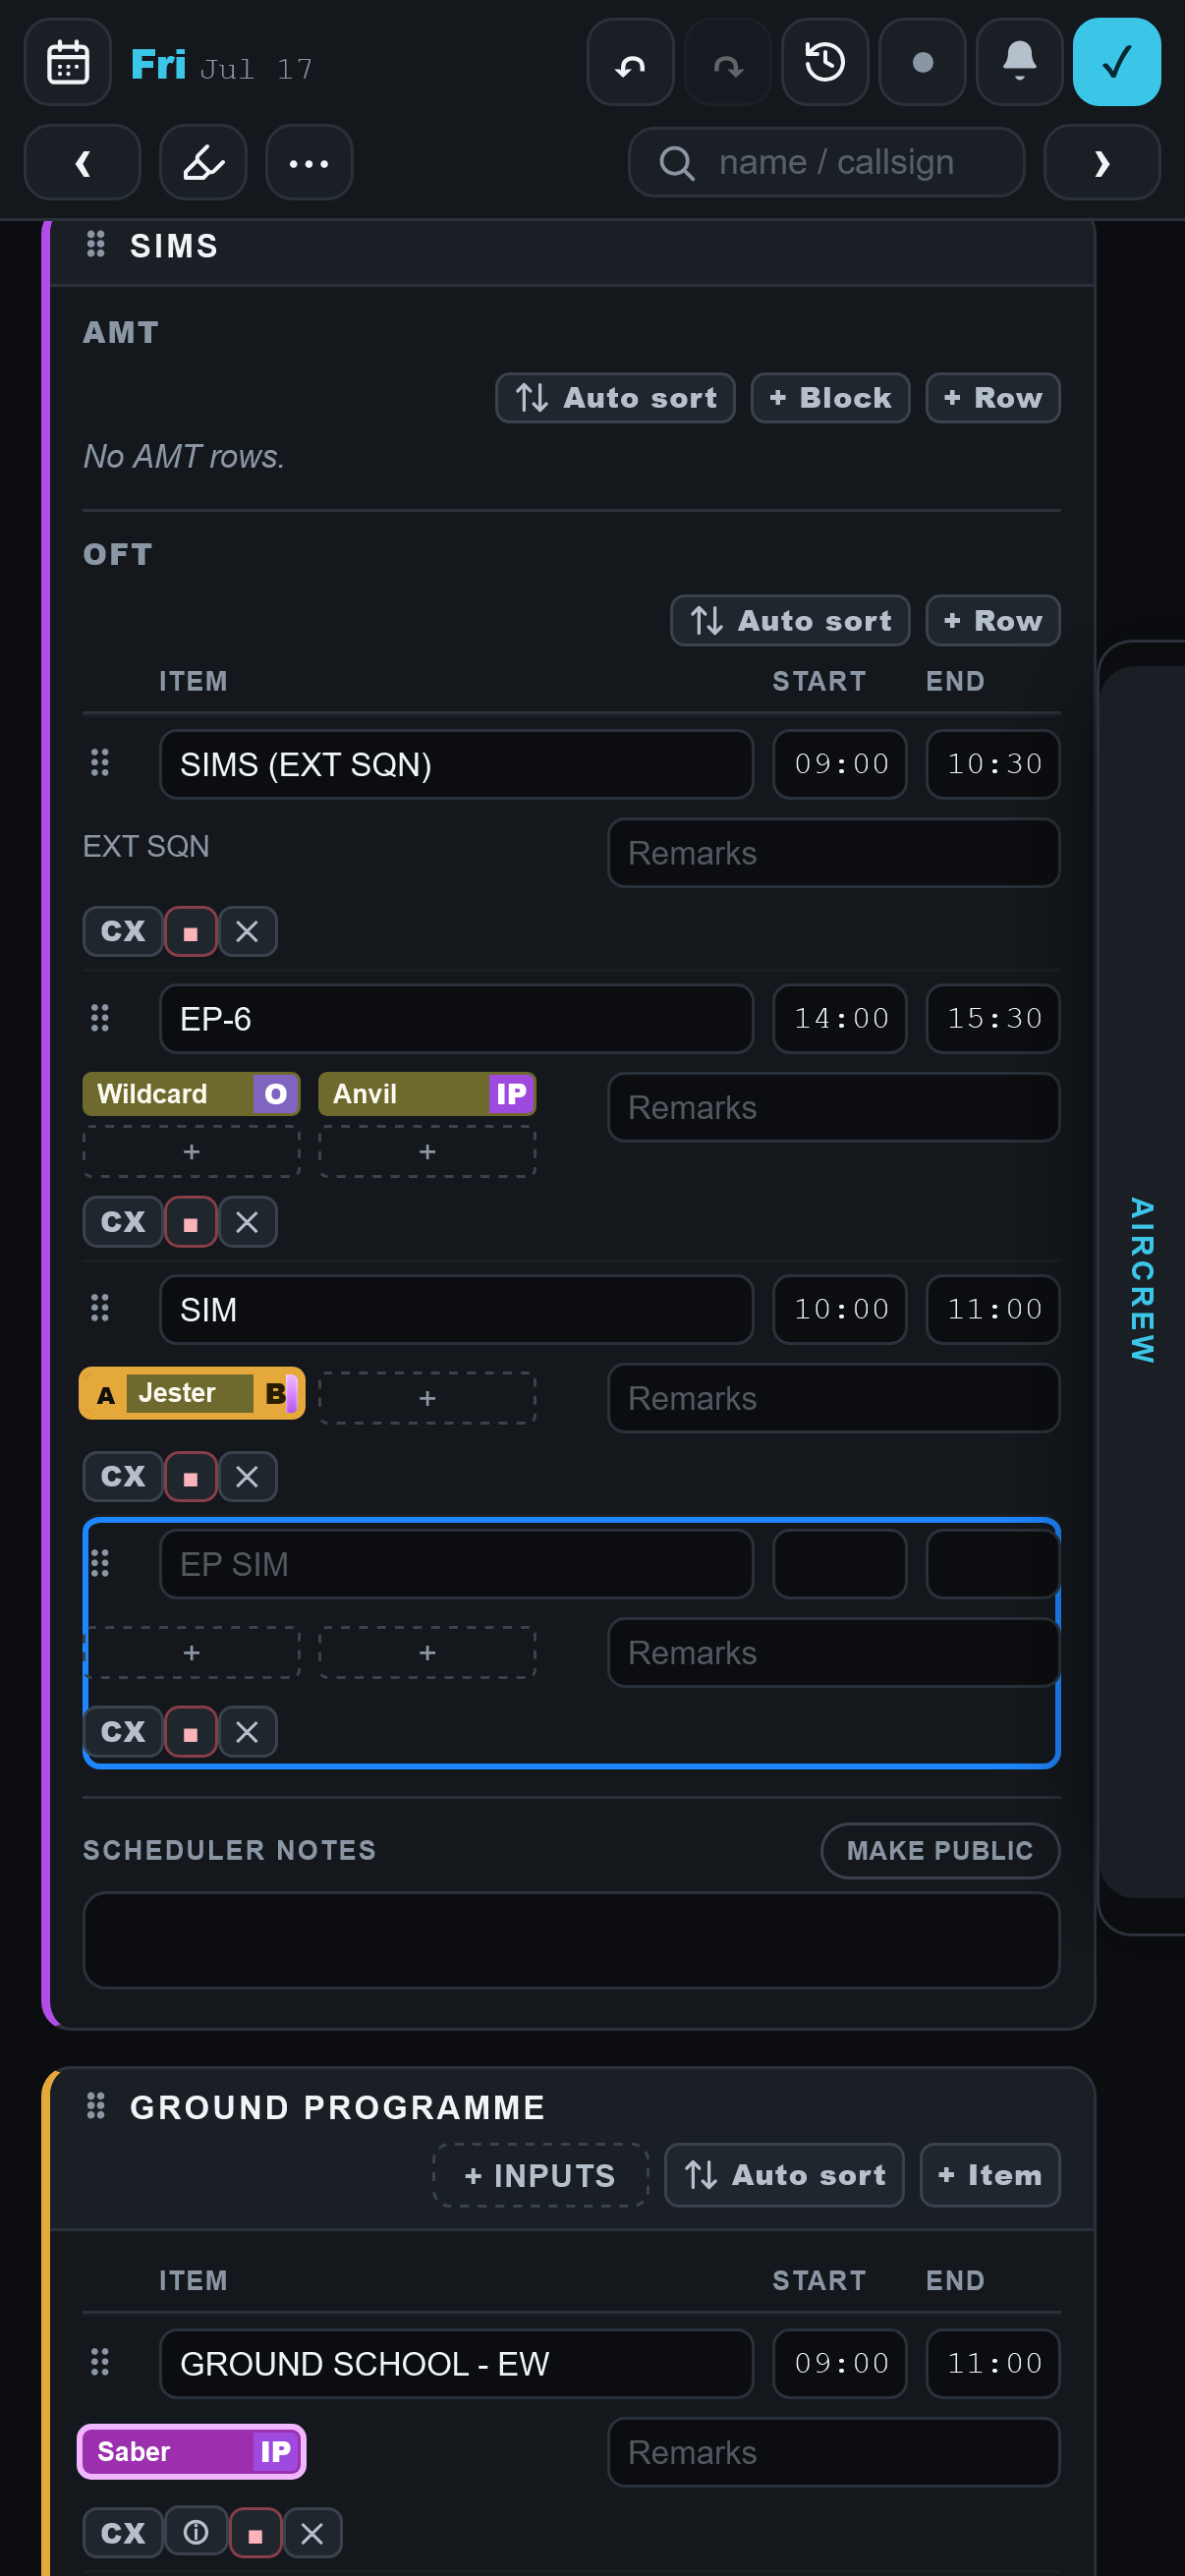 Fri Jul 17
name / callsign
SIMS
AMT
Auto sort + Block + Row
No AMT rows.
OFT
Auto sort + Row
ITEM START END
SIMS (EXT SQN) 09:00 10:30
EXT SQN Remarks
CX
EP-6 14:00 15:30
Wildcard O Anvil IP Remarks
+ +
CX
SIM 10:00 11:00
A Jester B + Remarks
CX
EP SIM
+ + Remarks
CX
SCHEDULER NOTES MAKE PUBLIC
AIRCREW
GROUND PROGRAMME
+ INPUTS Auto sort + Item
ITEM START END
GROUND SCHOOL - EW 09:00 11:00
Saber IP Remarks
CX